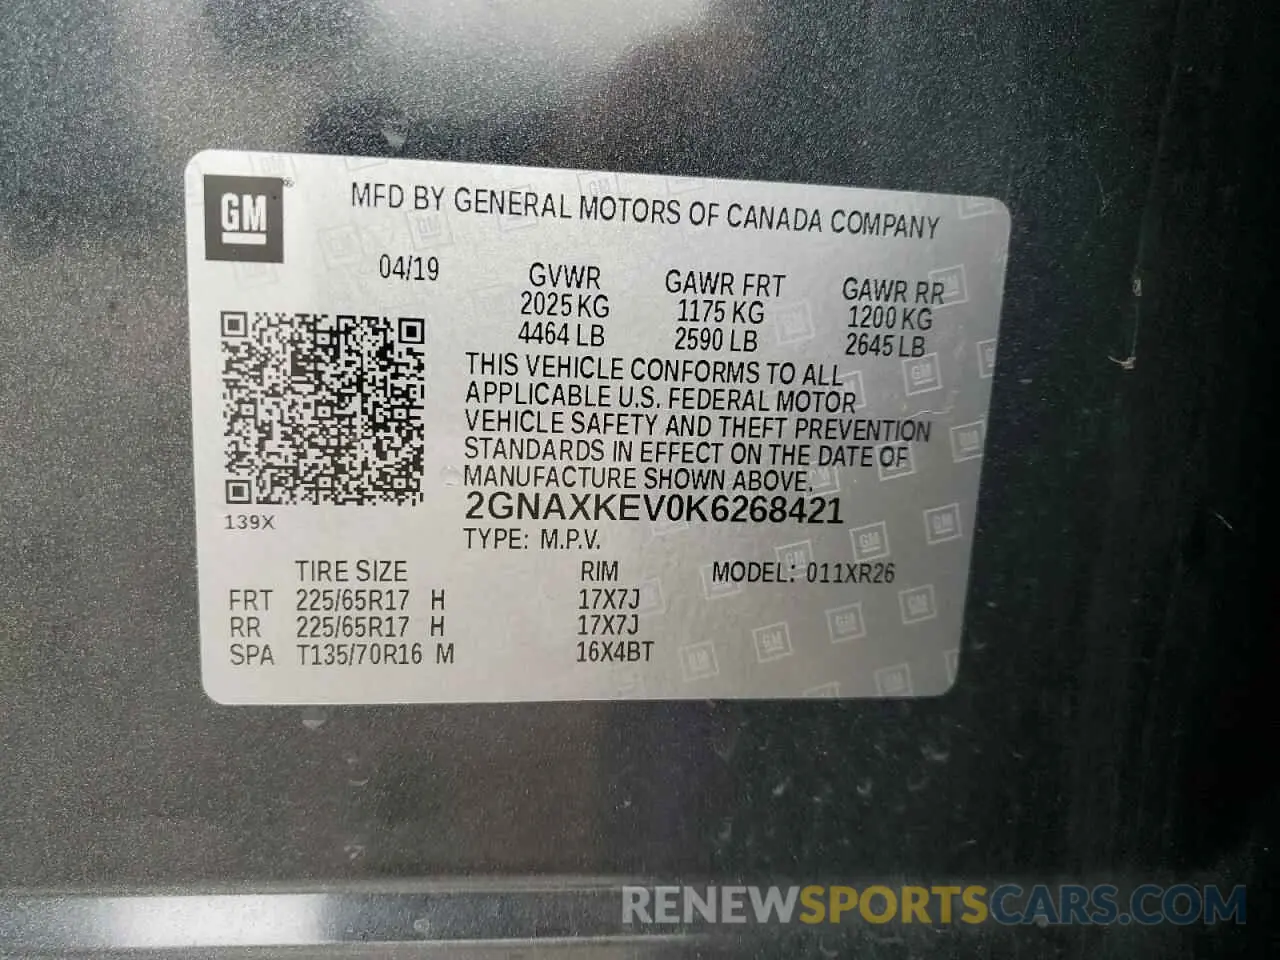 GM ®
MFD BY GENERAL MOTORS OF CANADA COMPANY
04/19
GVWR GAWR FRT GAWR RR
2025 KG 1175 KG 1200 KG
4464 LB 2590 LB 2645 LB
THIS VEHICLE CONFORMS TO ALL
APPLICABLE U.S. FEDERAL MOTOR
VEHICLE SAFETY AND THEFT PREVENTION
STANDARDS IN EFFECT ON THE DATE OF
MANUFACTURE SHOWN ABOVE.
2GNAXKEV0K6268421
139X
TYPE: M.P.V.
TIRE SIZE RIM MODEL: 011XR26
FRT 225/65R17 H 17X7J
RR 225/65R17 H 17X7J
SPA T135/70R16 M 16X4BT
RENEWSPORTSCARS.COM